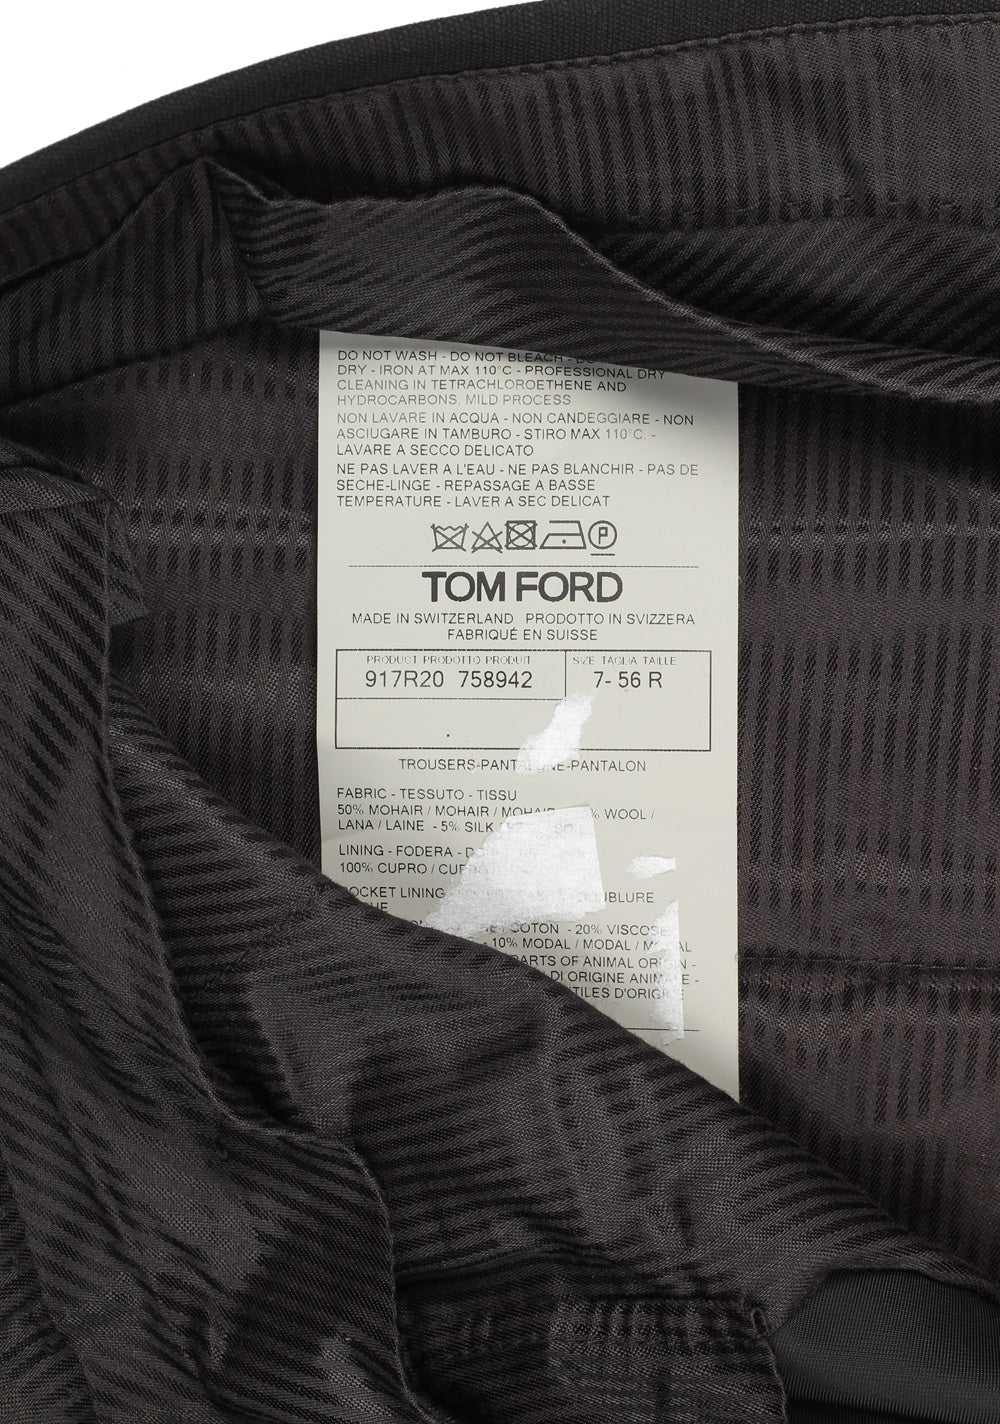 DO NOT WASH - DO NOT BLEACH -
DRY - IRON AT MAX 110°C - PROFESSIONAL DRY
CLEANING IN TETRACHLOROETHENE AND
HYDROCARBONS. MILD PROCESS
NON LAVARE IN ACQUA - NON CANDEGGIARE - NON
ASCIUGARE IN TAMBURO - STIRO MAX 110°C. -
LAVARE A SECCO DELICATO
NE PAS LAVER A L'EAU - NE PAS BLANCHIR - PAS DE
SECHE-LINGE - REPASSAGE A BASSE
TEMPERATURE - LAVER A SEC DELICAT
P
TOM FORD
MADE IN SWITZERLAND PRODOTTO IN SVIZZERA
FABRIQUÉ EN SUISSE
PRODUCT PRODOTTO PRODUIT SIZE TAGLIA TAILLE
917R20 758942 7- 56 R
TROUSERS-PANTALONE-PANTALON
FABRIC - TESSUTO - TISSU
50% MOHAIR / MOHAIR / MOHAIR WOOL /
LANA / LAINE - 5% SILK /
LINING - FODERA -
100% CUPRO /
POCKET LINING DOUBLURE
COTON - 20% VISCOSE
- 10% MODAL / MODAL / MODAL
PARTS OF ANIMAL ORIGIN -
DI ORIGINE ANIMALE -
D'ORIGINE